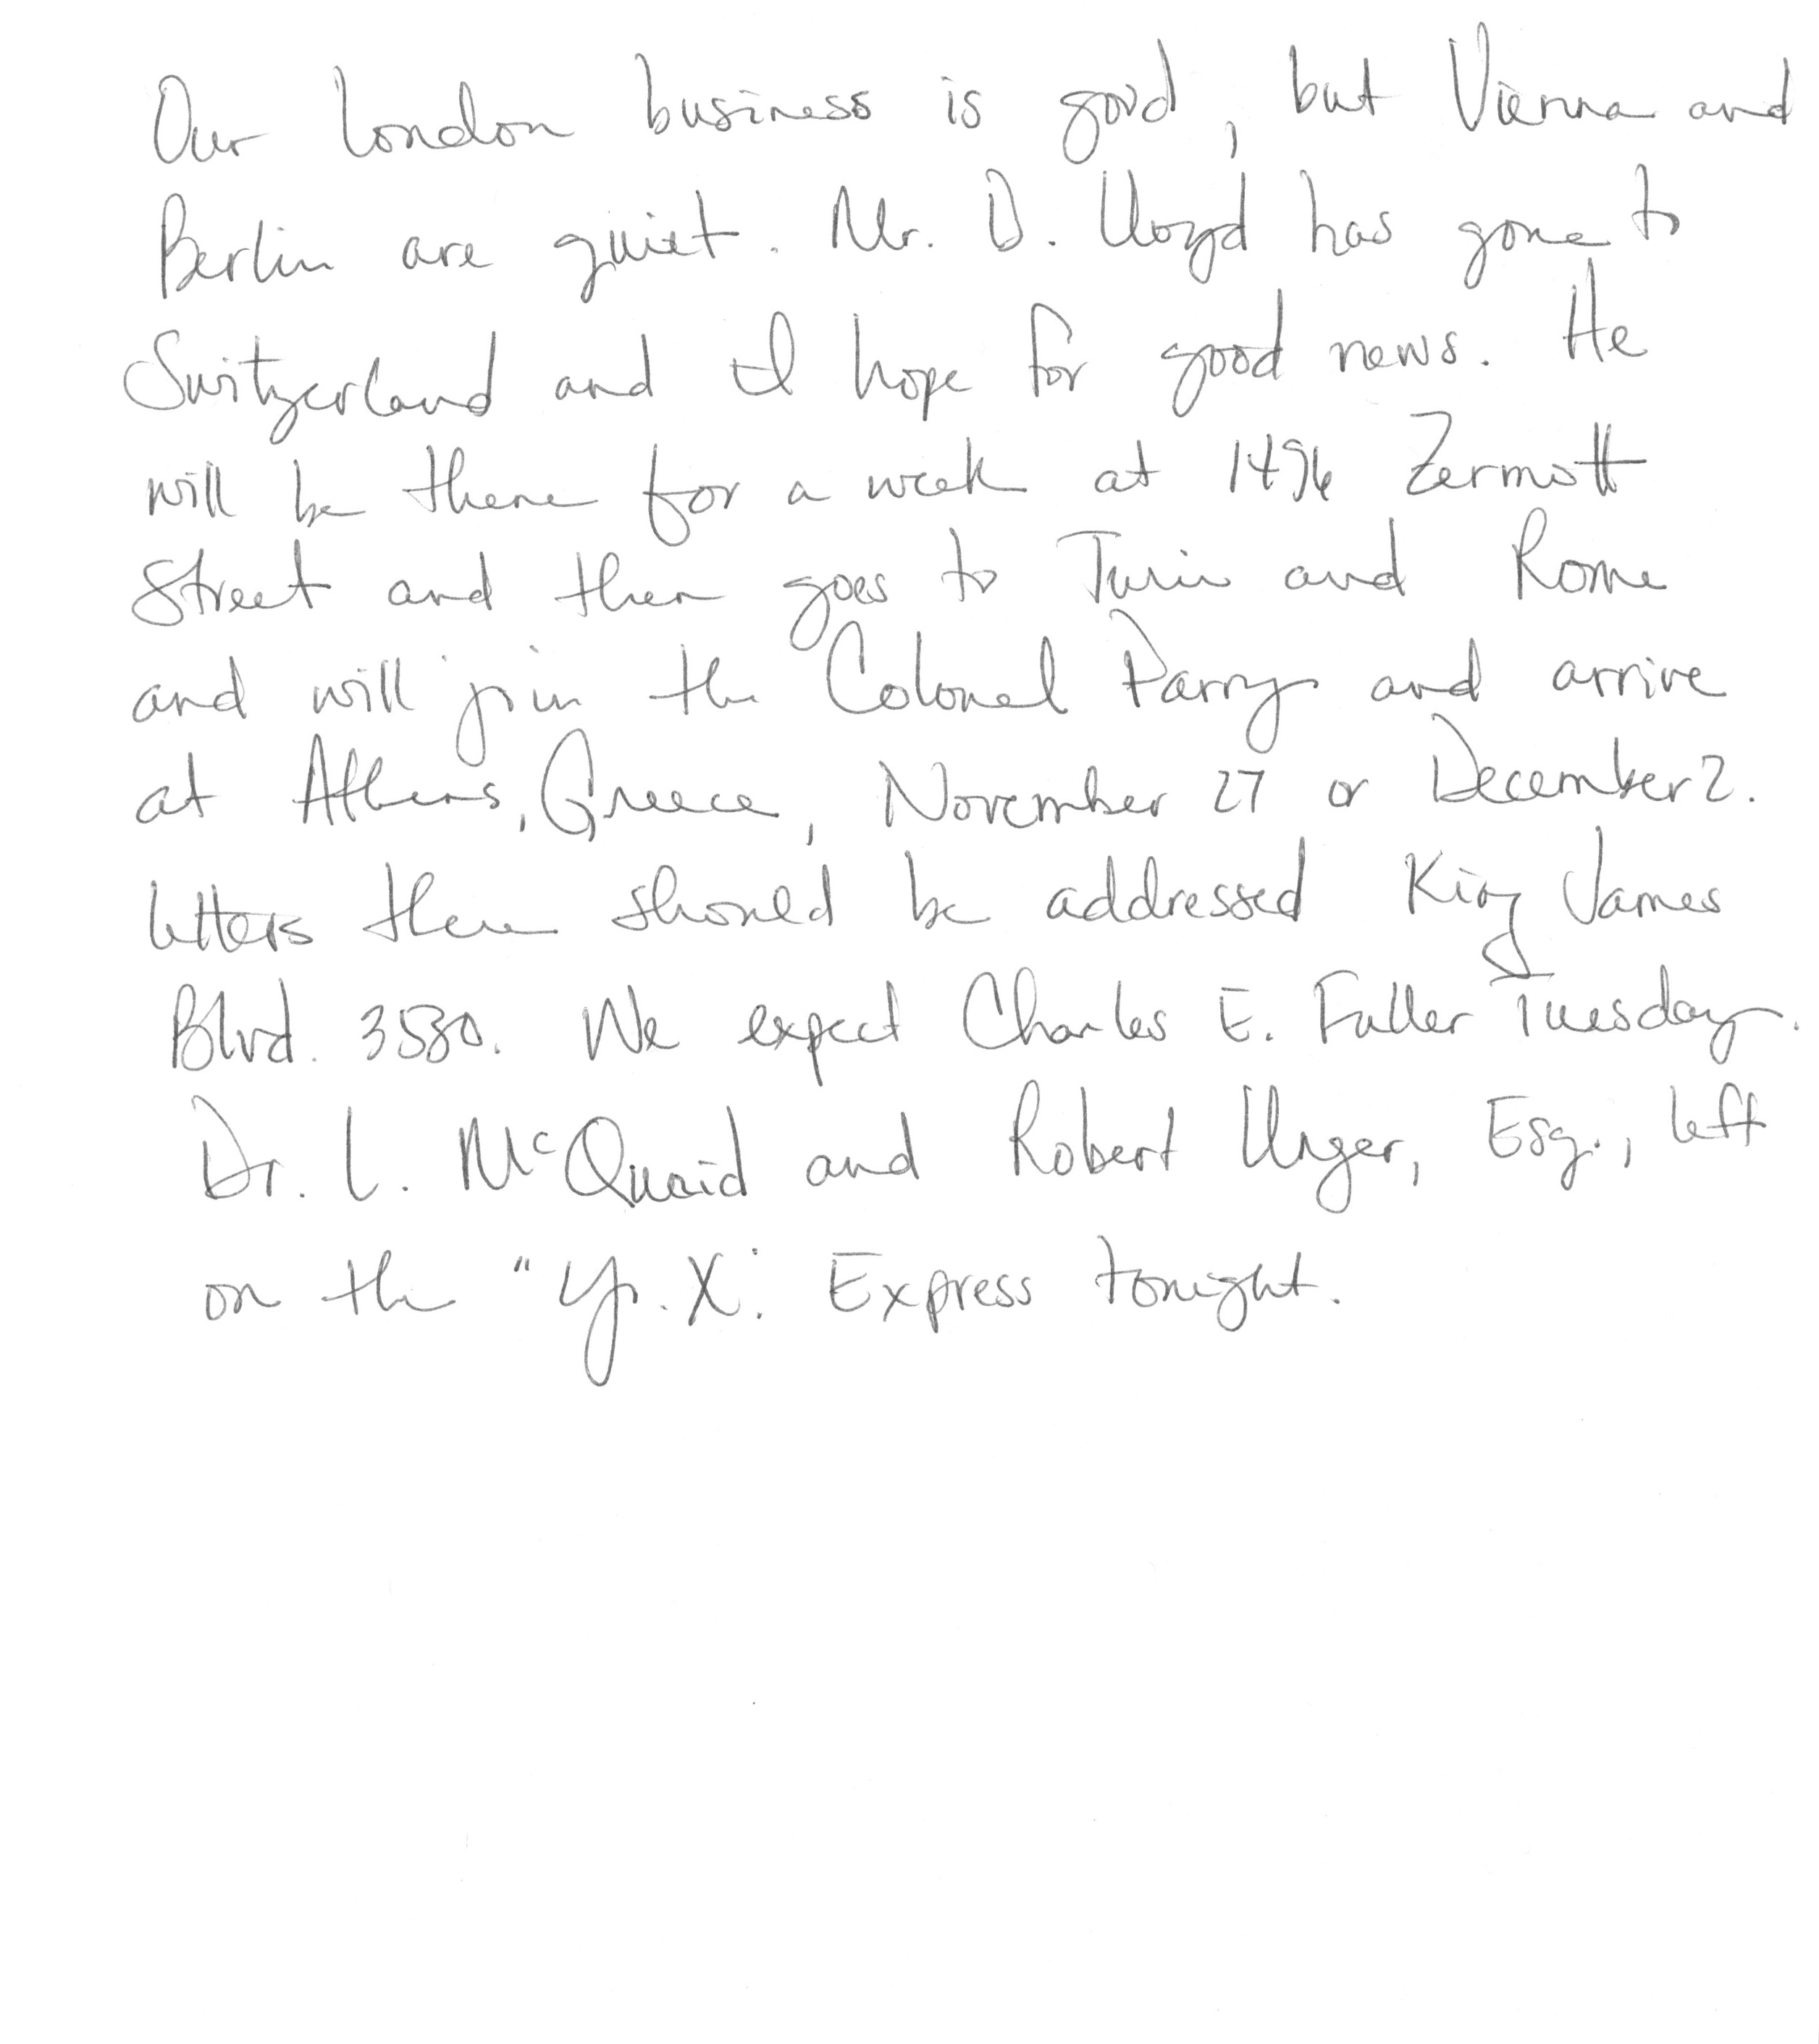 Our London business is good, but Vienna and
Berlin are quiet. Mr. D. Lloyd has gone to
Switzerland and I hope for good news. He
will be there for a week at 1496 Zermott
Street and then goes to Turin and Rome
and will join the Colonel Parry and arrive
at Athens, Greece, November 27 or December 2.
Letters there should be addressed King James
Blvd. 3580. We expect Charles E. Fuller Tuesday.
Dr. L. McQuaid and Robert Unger, Esq., left
on the "Y. X." Express tonight.